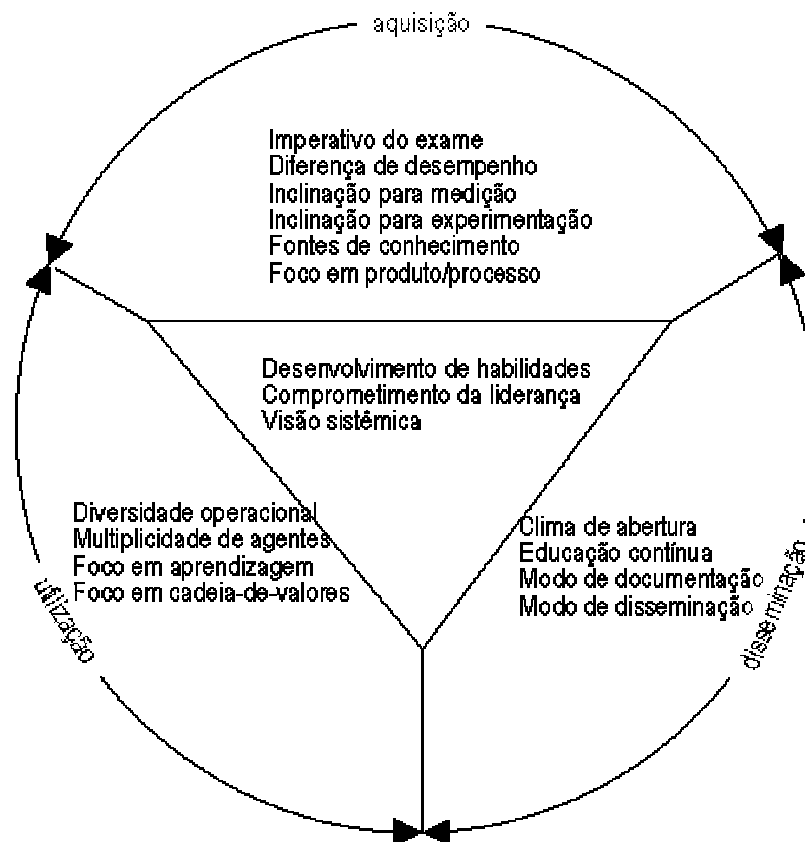 aquisição
Imperativo do exame
Diferença de desempenho
Inclinação para medição
Inclinação para experimentação
Fontes de conhecimento
Foco em produto/processo
Desenvolvimento de habilidades
Comprometimento da liderança
Visão sistêmica
Diversidade operacional
Multiplicidade de agentes
Foco em aprendizagem
Foco em cadeia-de-valores
utilização
Clima de abertura
Educação contínua
Modo de documentação
Modo de disseminação
disseminação